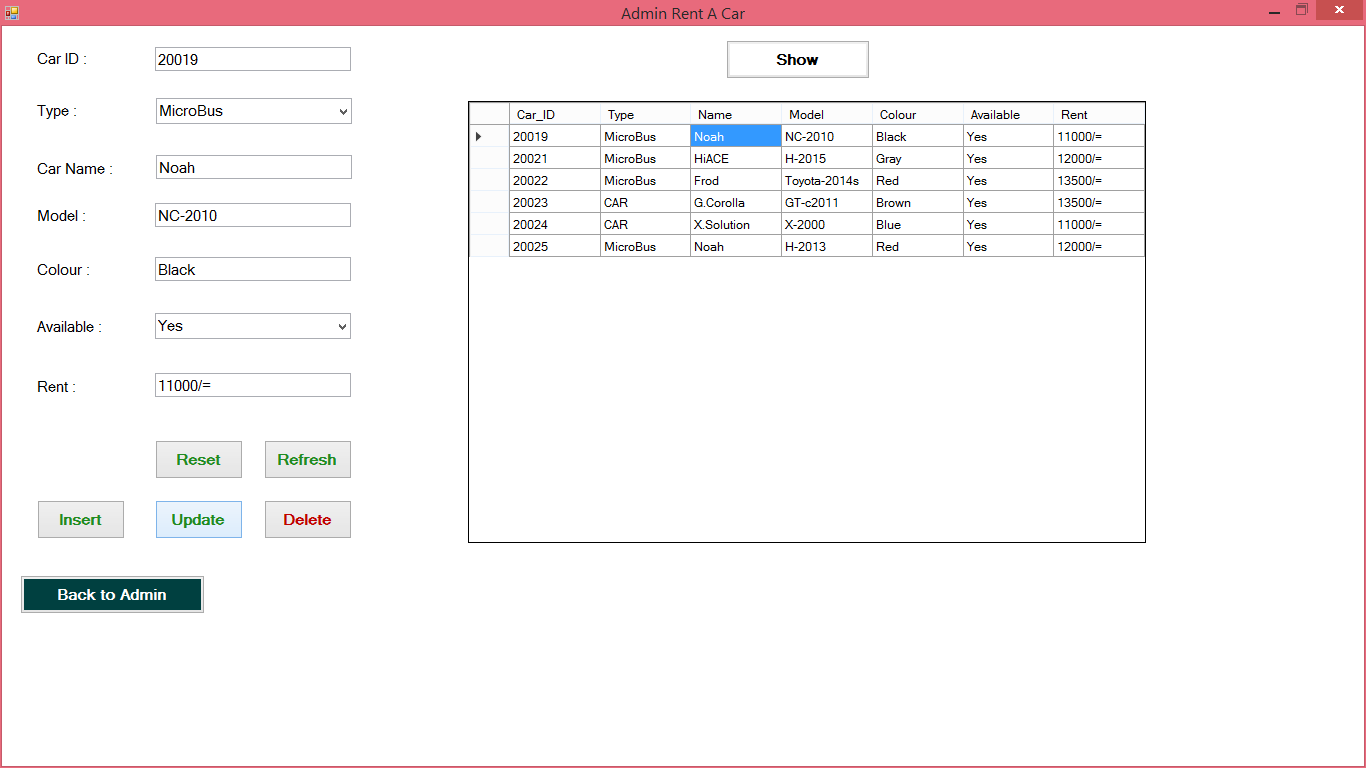 Admin Rent A Car
Car ID : 20019
Type : MicroBus
Car Name : Noah
Model : NC-2010
Colour : Black
Available : Yes
Rent : 11000/=
Reset Refresh
Insert Update Delete
Back to Admin
Show
Car_ID Type Name Model Colour Available Rent
20019 MicroBus Noah NC-2010 Black Yes 11000/=
20021 MicroBus HiACE H-2015 Gray Yes 12000/=
20022 MicroBus Frod Toyota-2014s Red Yes 13500/=
20023 CAR G.Corolla GT-c2011 Brown Yes 13500/=
20024 CAR X.Solution X-2000 Blue Yes 11000/=
20025 MicroBus Noah H-2013 Red Yes 12000/=